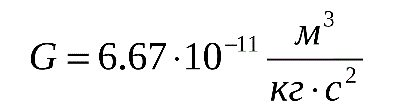 G = 6.67 · 10⁻¹¹ м³ / кг · с²